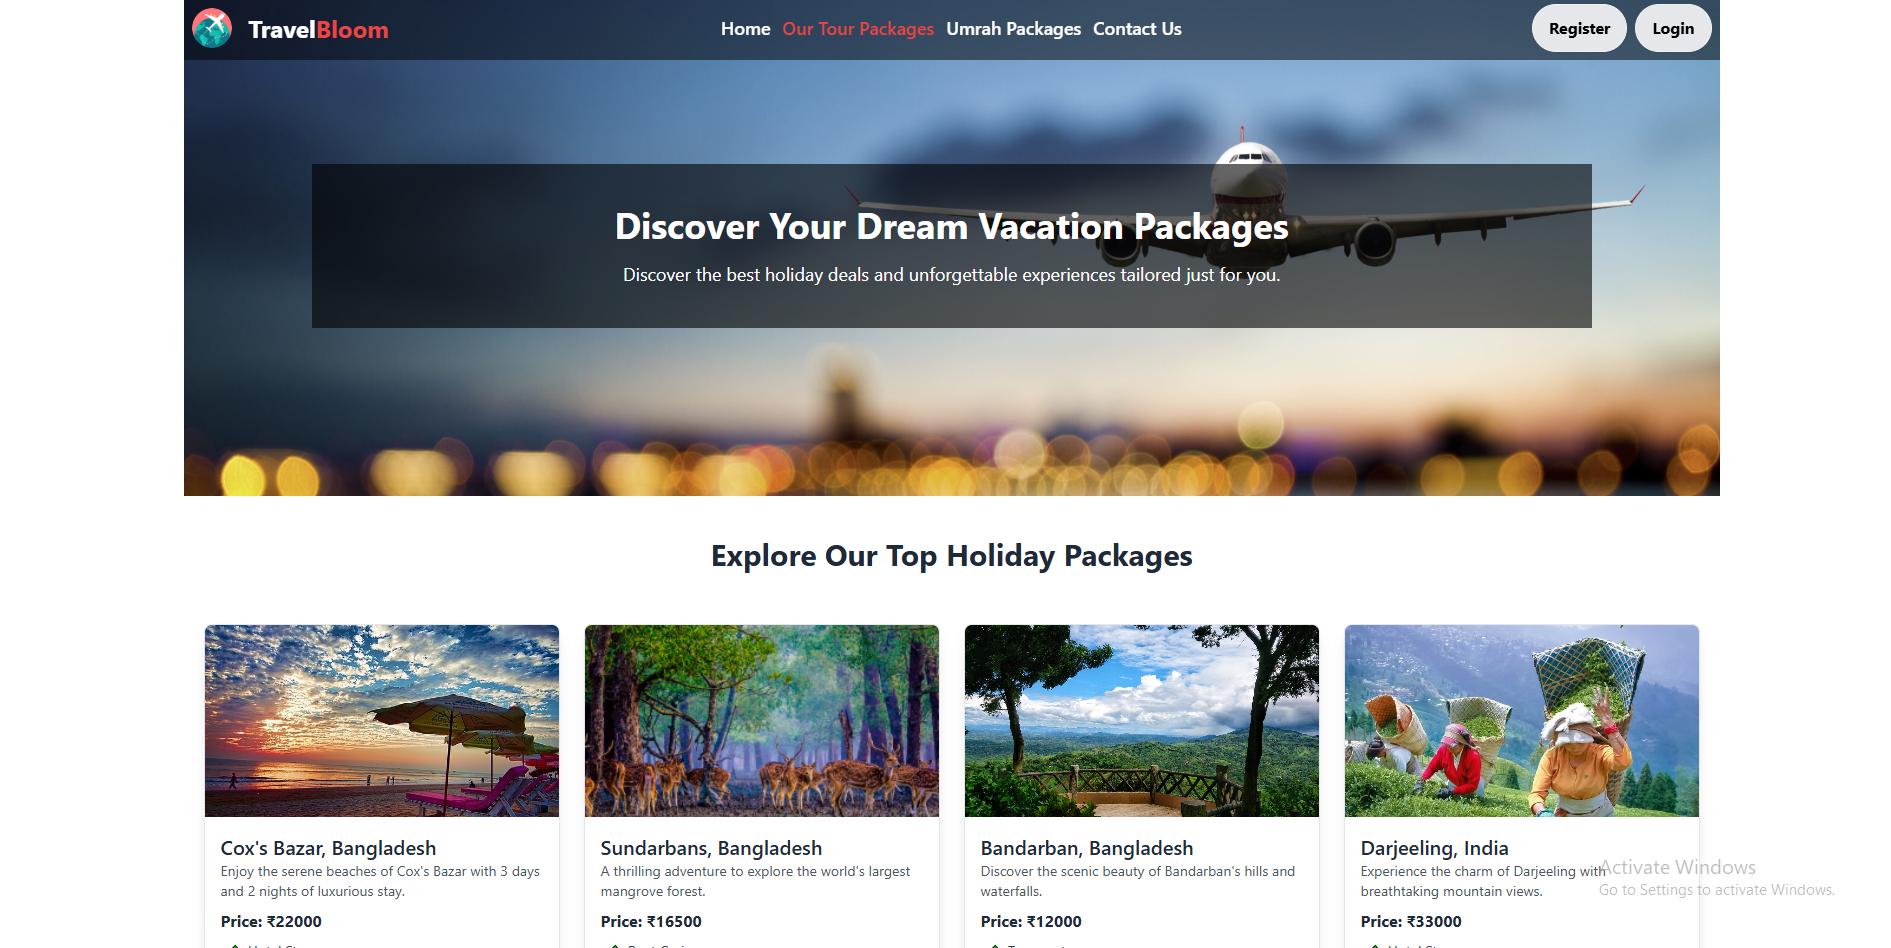 TravelBloom
Home Our Tour Packages Umrah Packages Contact Us
Register Login
Discover Your Dream Vacation Packages
Discover the best holiday deals and unforgettable experiences tailored just for you.
Explore Our Top Holiday Packages
Cox's Bazar, Bangladesh
Enjoy the serene beaches of Cox's Bazar with 3 days
and 2 nights of luxurious stay.
Price: ₹22000
Sundarbans, Bangladesh
A thrilling adventure to explore the world's largest
mangrove forest.
Price: ₹16500
Bandarban, Bangladesh
Discover the scenic beauty of Bandarban's hills and
waterfalls.
Price: ₹12000
Darjeeling, India
Experience the charm of Darjeeling with
breathtaking mountain views.
Price: ₹33000
Activate Windows
Go to Settings to activate Windows.